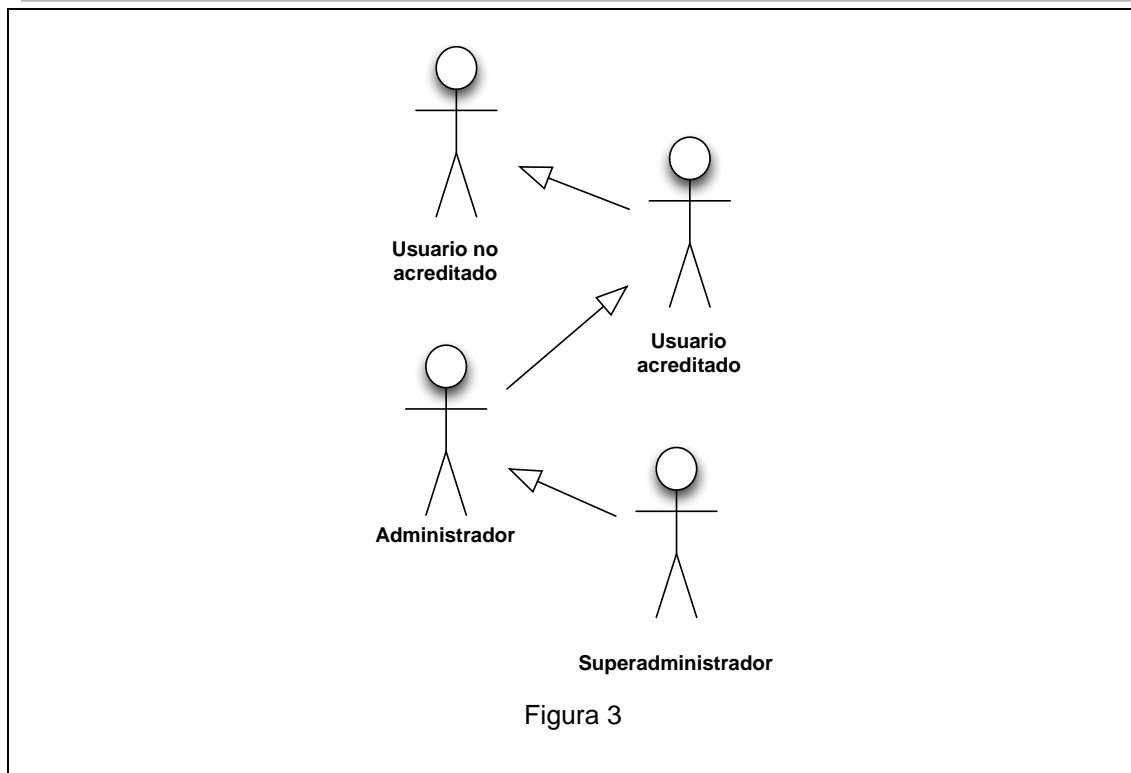 Usuario no
acreditado
Usuario
acreditado
Administrador
Superadministrador
Figura 3